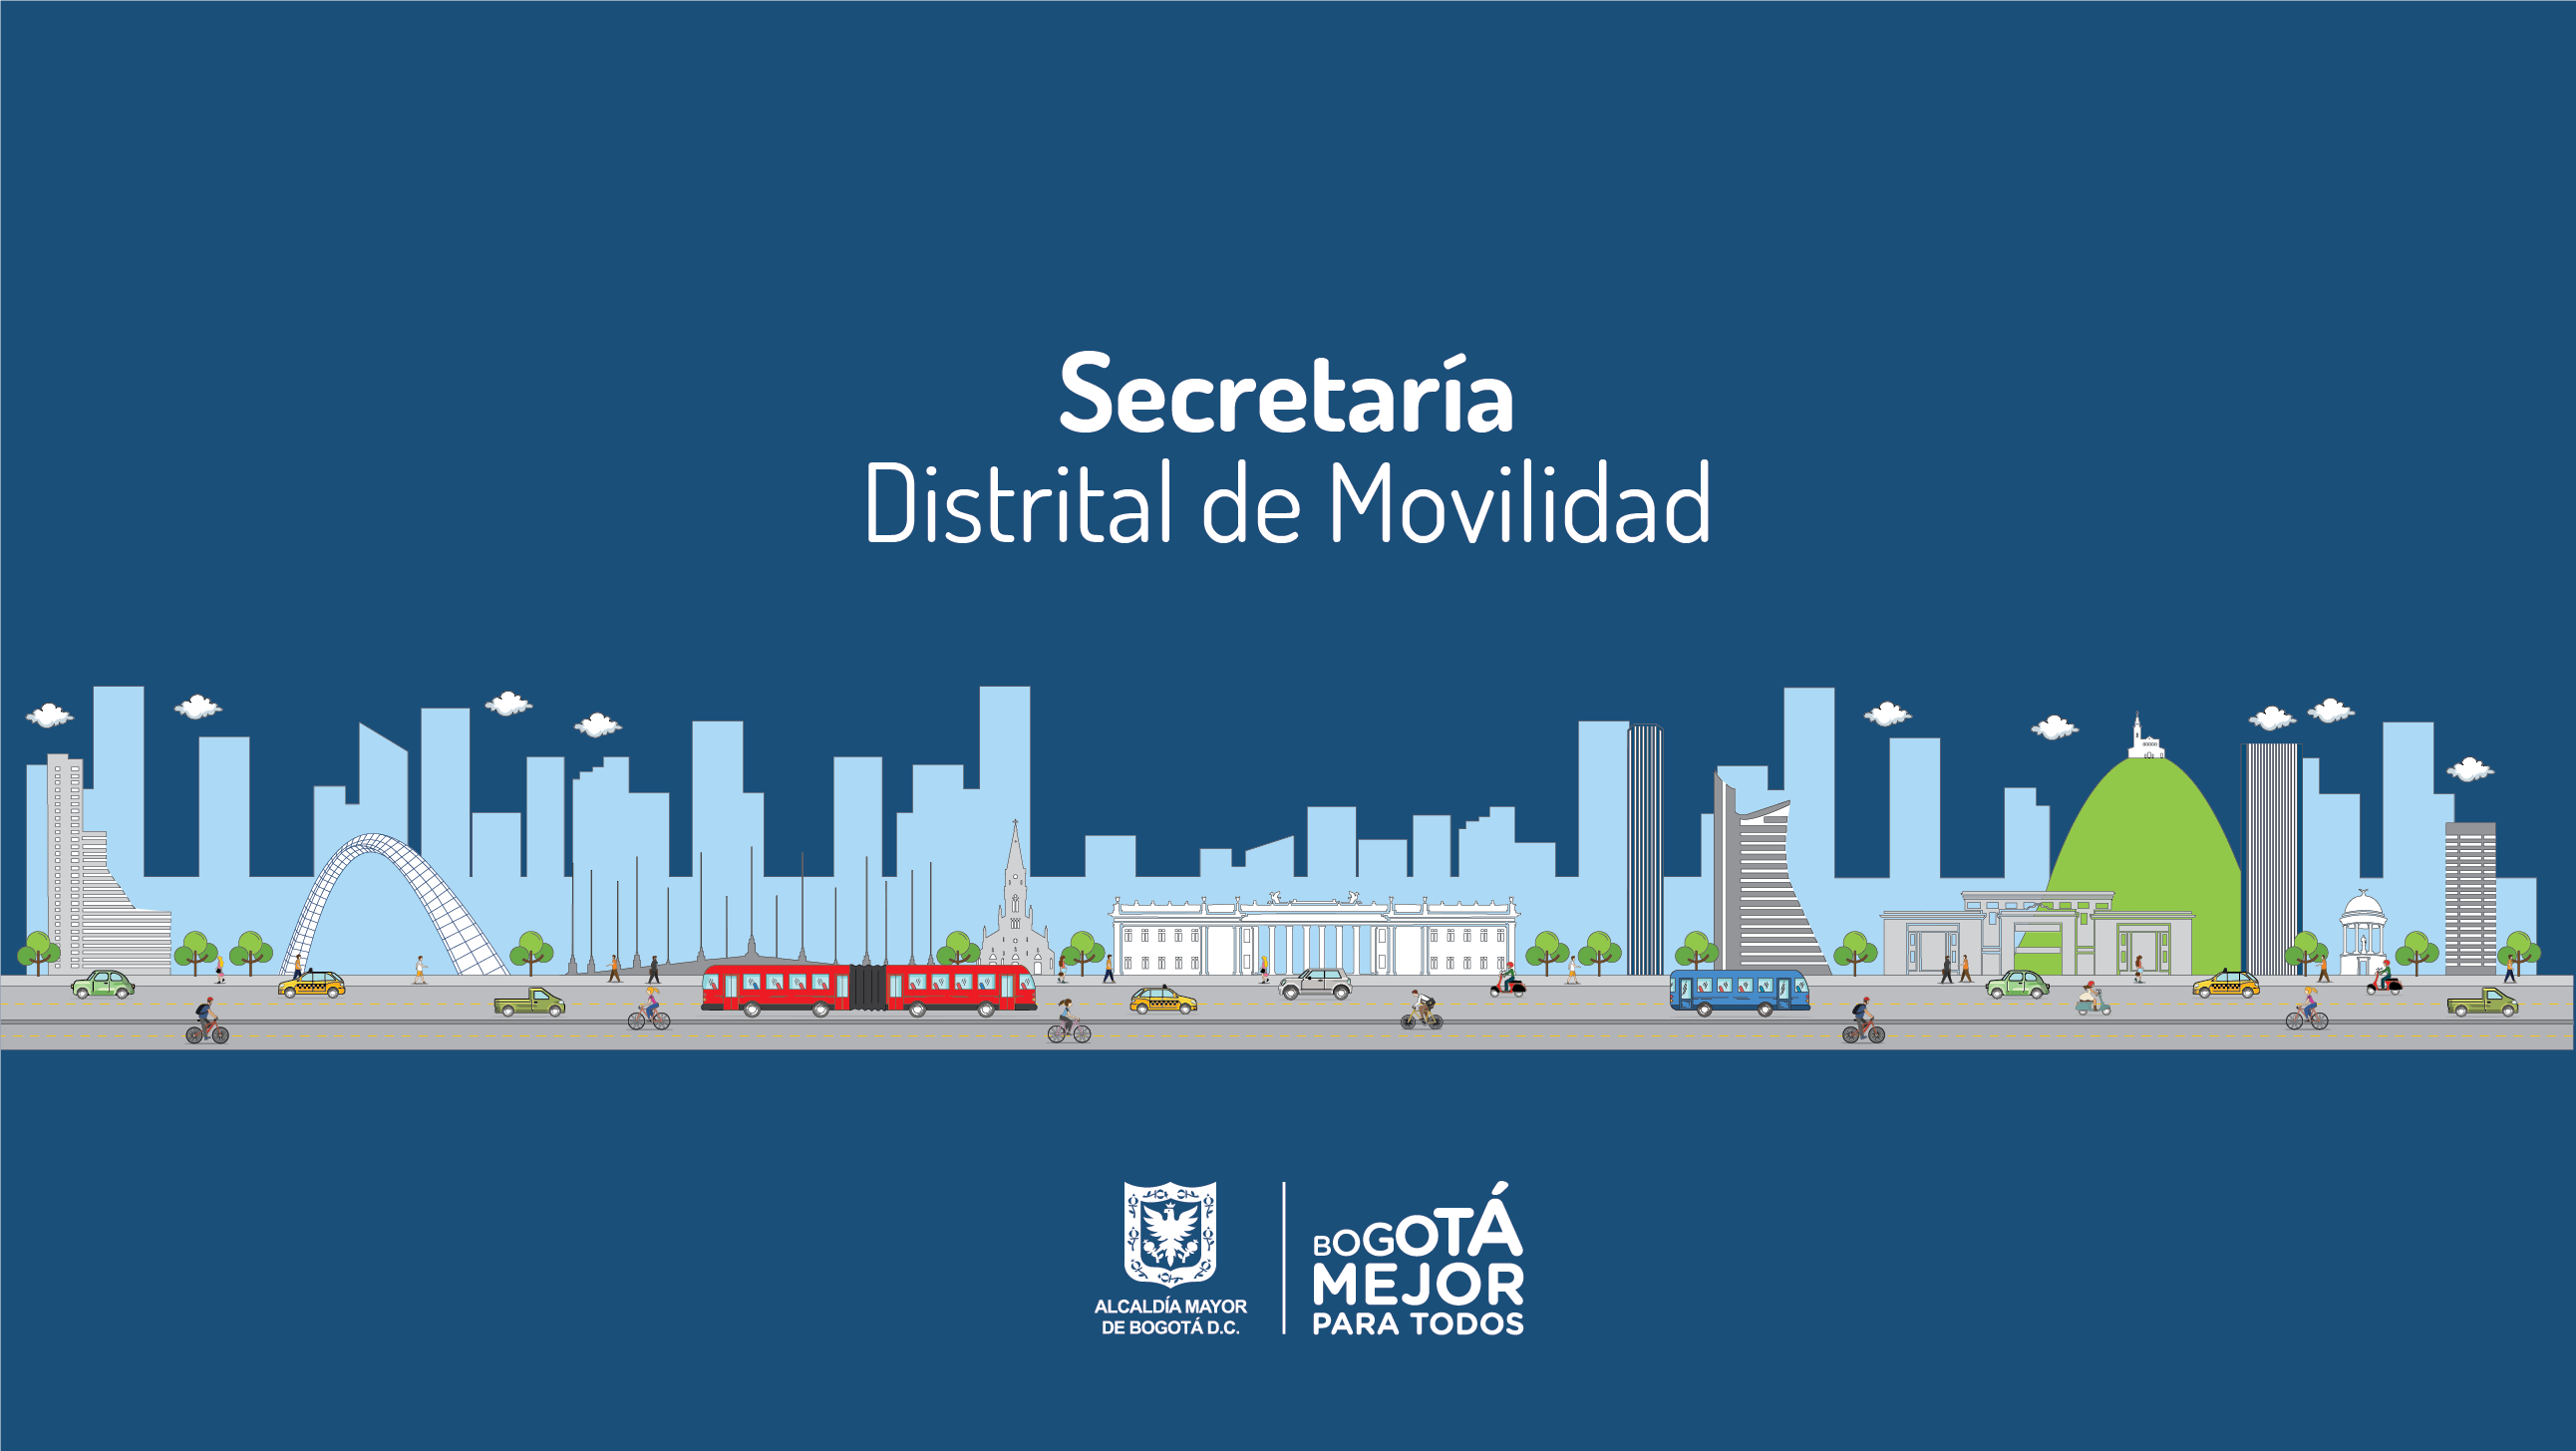 Secretaría
Distrital de Movilidad
ALCALDÍA MAYOR
DE BOGOTÁ D.C.
BOGOTÁ
MEJOR
PARA TODOS